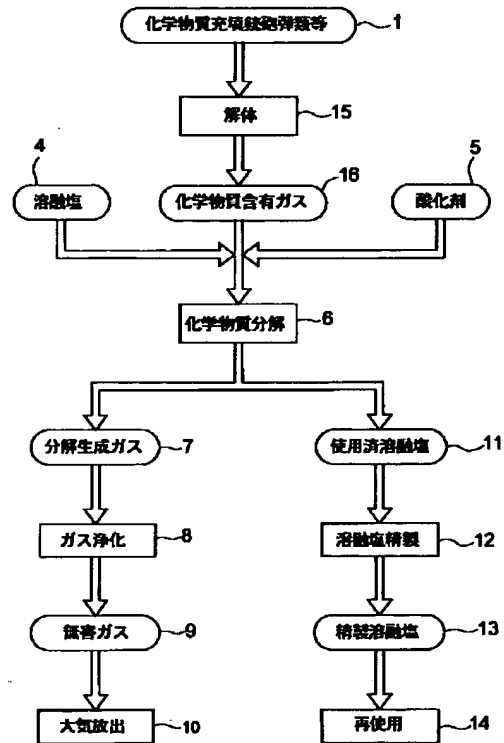 化学物質充填銃砲弾類等
1
解体
15
4
溶融塩
化学物質含有ガス
16
5
酸化剤
化学物質分解
6
分解生成ガス
7
使用済溶融塩
11
ガス浄化
8
溶融塩精製
12
無害ガス
9
精製溶融塩
13
大気放出
10
再使用
14